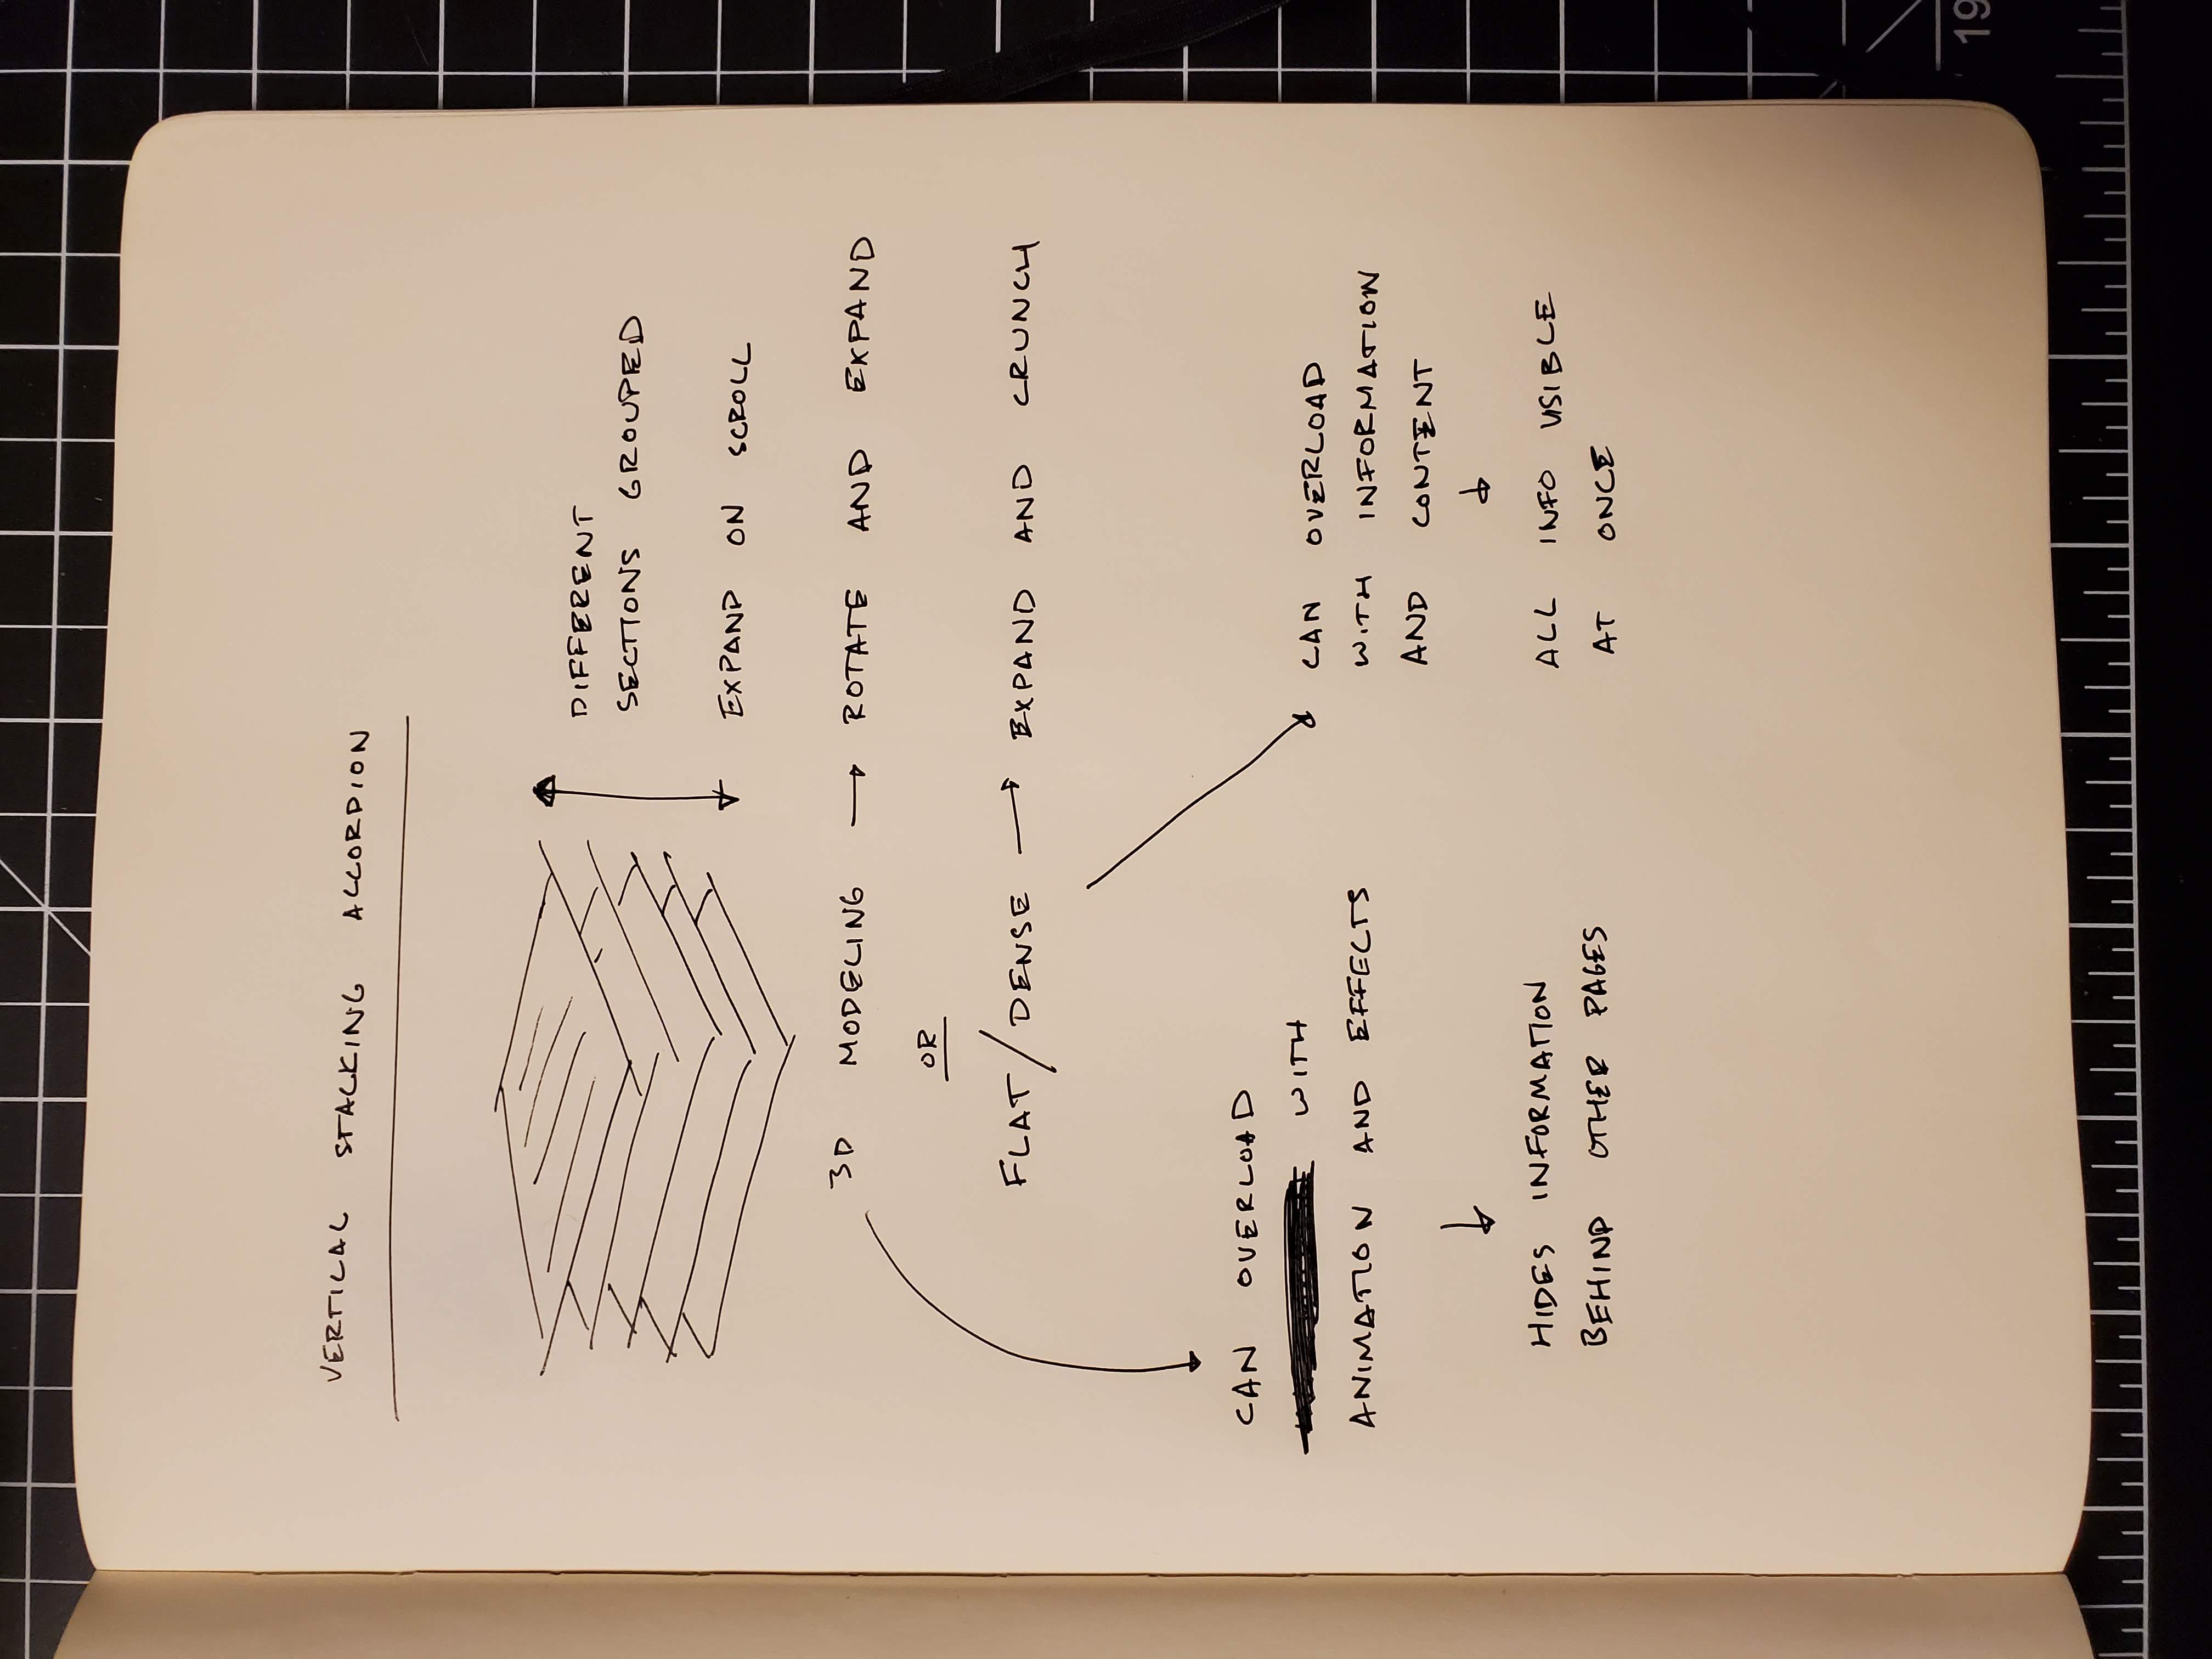 VERTICAL STACKING ACCORDION
DIFFERENT
SECTIONS GROUPED
EXPAND ON SCROLL
3D MODELING → ROTATE AND EXPAND
OR
FLAT / DENSE → EXPAND AND CRUNCH
CAN OVERLOAD
WITH
ANIMATION AND EFFECTS
↓
HIDES INFORMATION
BEHIND OTHER PAGES
CAN OVERLOAD
WITH INFORMATION
AND CONTENT
↓
ALL INFO VISIBLE
AT ONCE
19